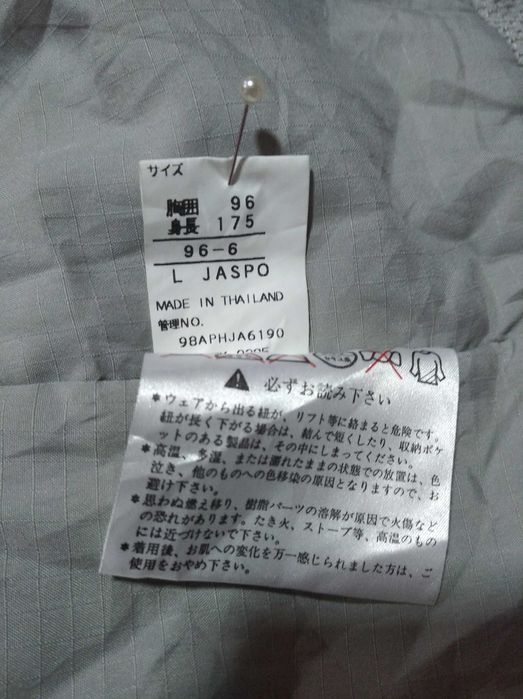 サイズ
胸囲 96
身長 175
96-6
L JASPO
MADE IN THAILAND
管理NO.
98APHJA6190
必ずお読み下さい
*ウェアから出る紐が、リフト等に絡まると危険です。
紐が長く下がる場合は、結んで短くしたり、収納ポケ
ットのある製品は、その中にしまってください。
*高温、多湿、または濡れたままの状態での放置は、色
泣き、他のものへの色移染の原因となりますので、お
避け下さい。
*思わぬ燃え移り、樹脂パーツの溶解が原因で火傷など
の恐れがあります。たき火、ストーブ等、高温のもの
には近づけないで下さい。
*着用後、お肌への変化を万一感じられました方は、ご
使用をおやめ下さい。